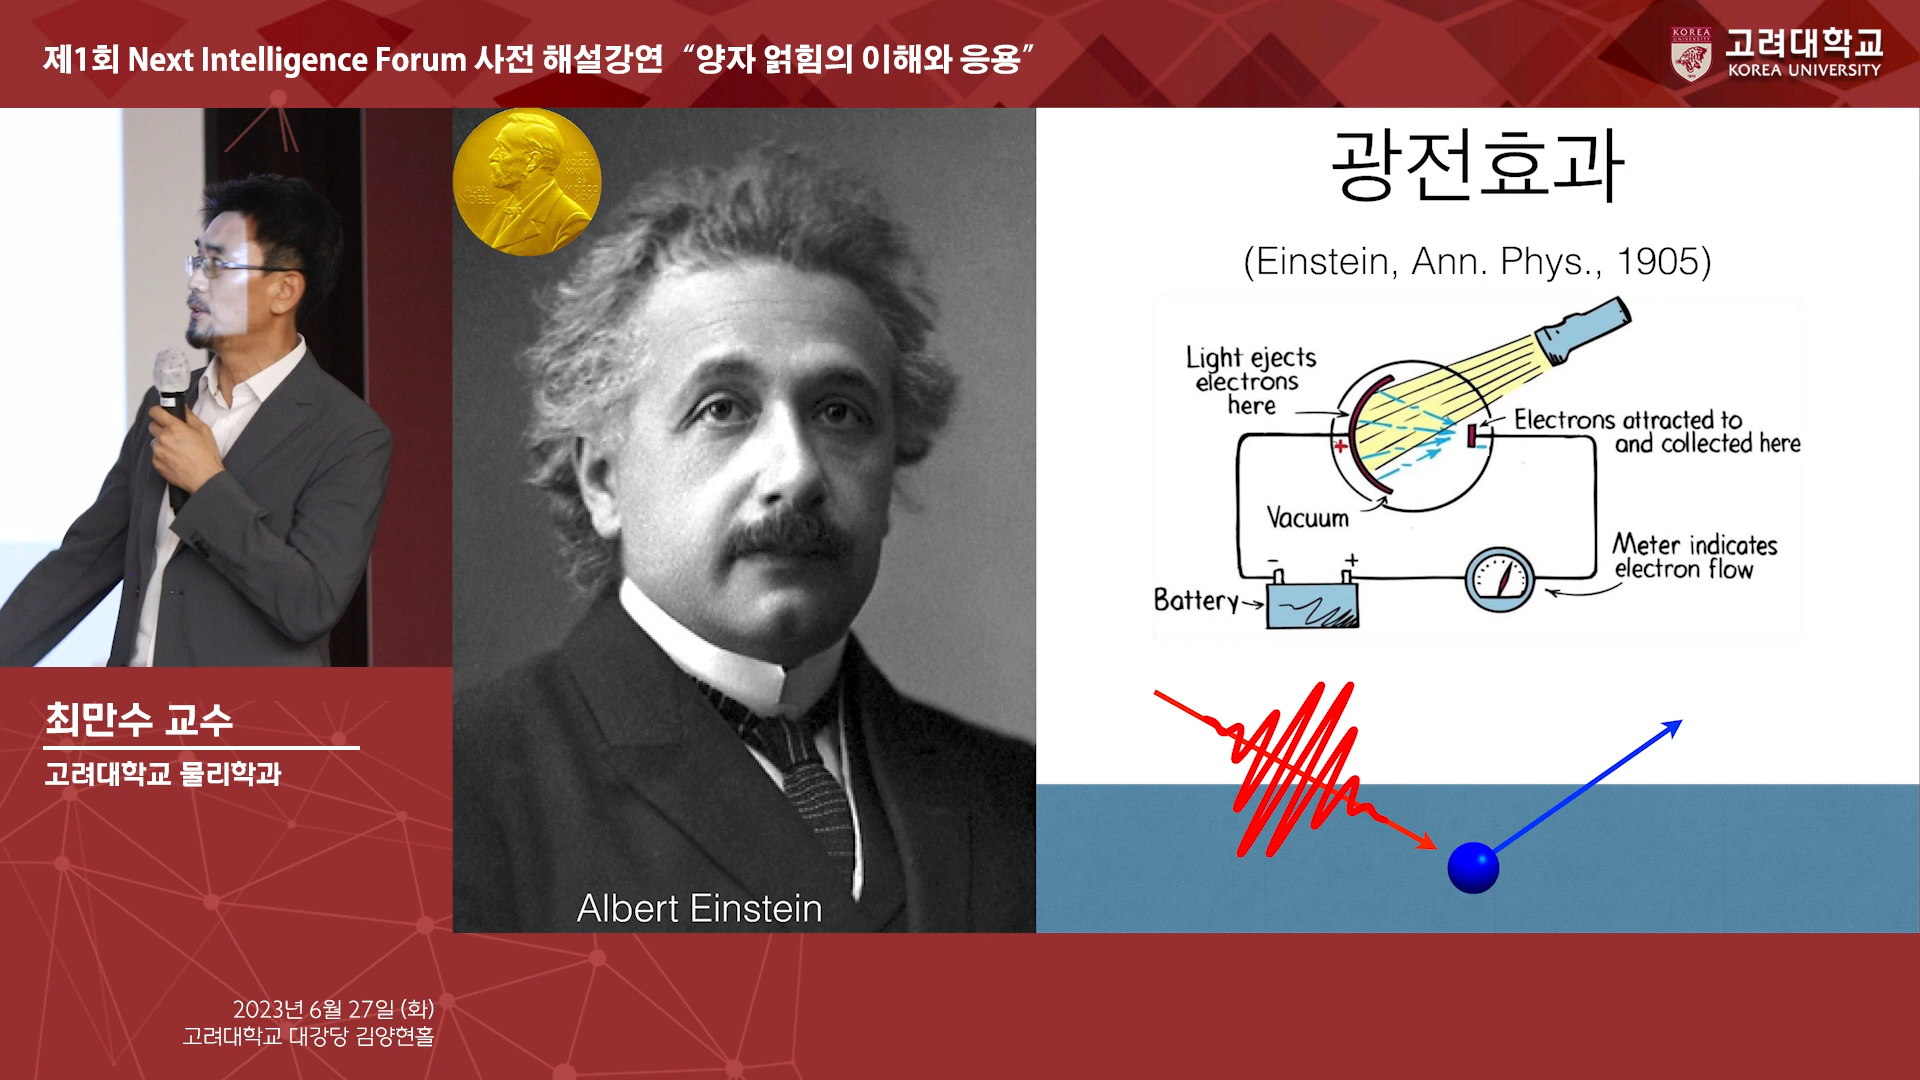 제1회 Next Intelligence Forum 사전 해설강연 “양자 얽힘의 이해와 응용”
KOREA
UNIVERSITY
고려대학교
KOREA UNIVERSITY
광전효과
(Einstein, Ann. Phys., 1905)
Light ejects
electrons
here
Electrons attracted to
and collected here
+
-
Vacuum
- +
Meter indicates
electron flow
Battery
Albert Einstein
최만수 교수
고려대학교 물리학과
2023년 6월 27일 (화)
고려대학교 대강당 김양현홀